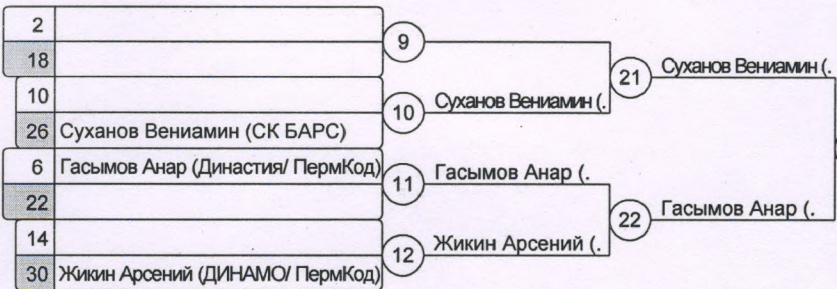 2
18
9
10
26 Суханов Вениамин (СК БАРС)
10 Суханов Вениамин (.
21 Суханов Вениамин (.
6 Гасымов Анар (Династия/ ПермКод)
22
11 Гасымов Анар (.
14
30 Жикин Арсений (ДИНАМО/ ПермКод)
12 Жикин Арсений (.
22 Гасымов Анар (.